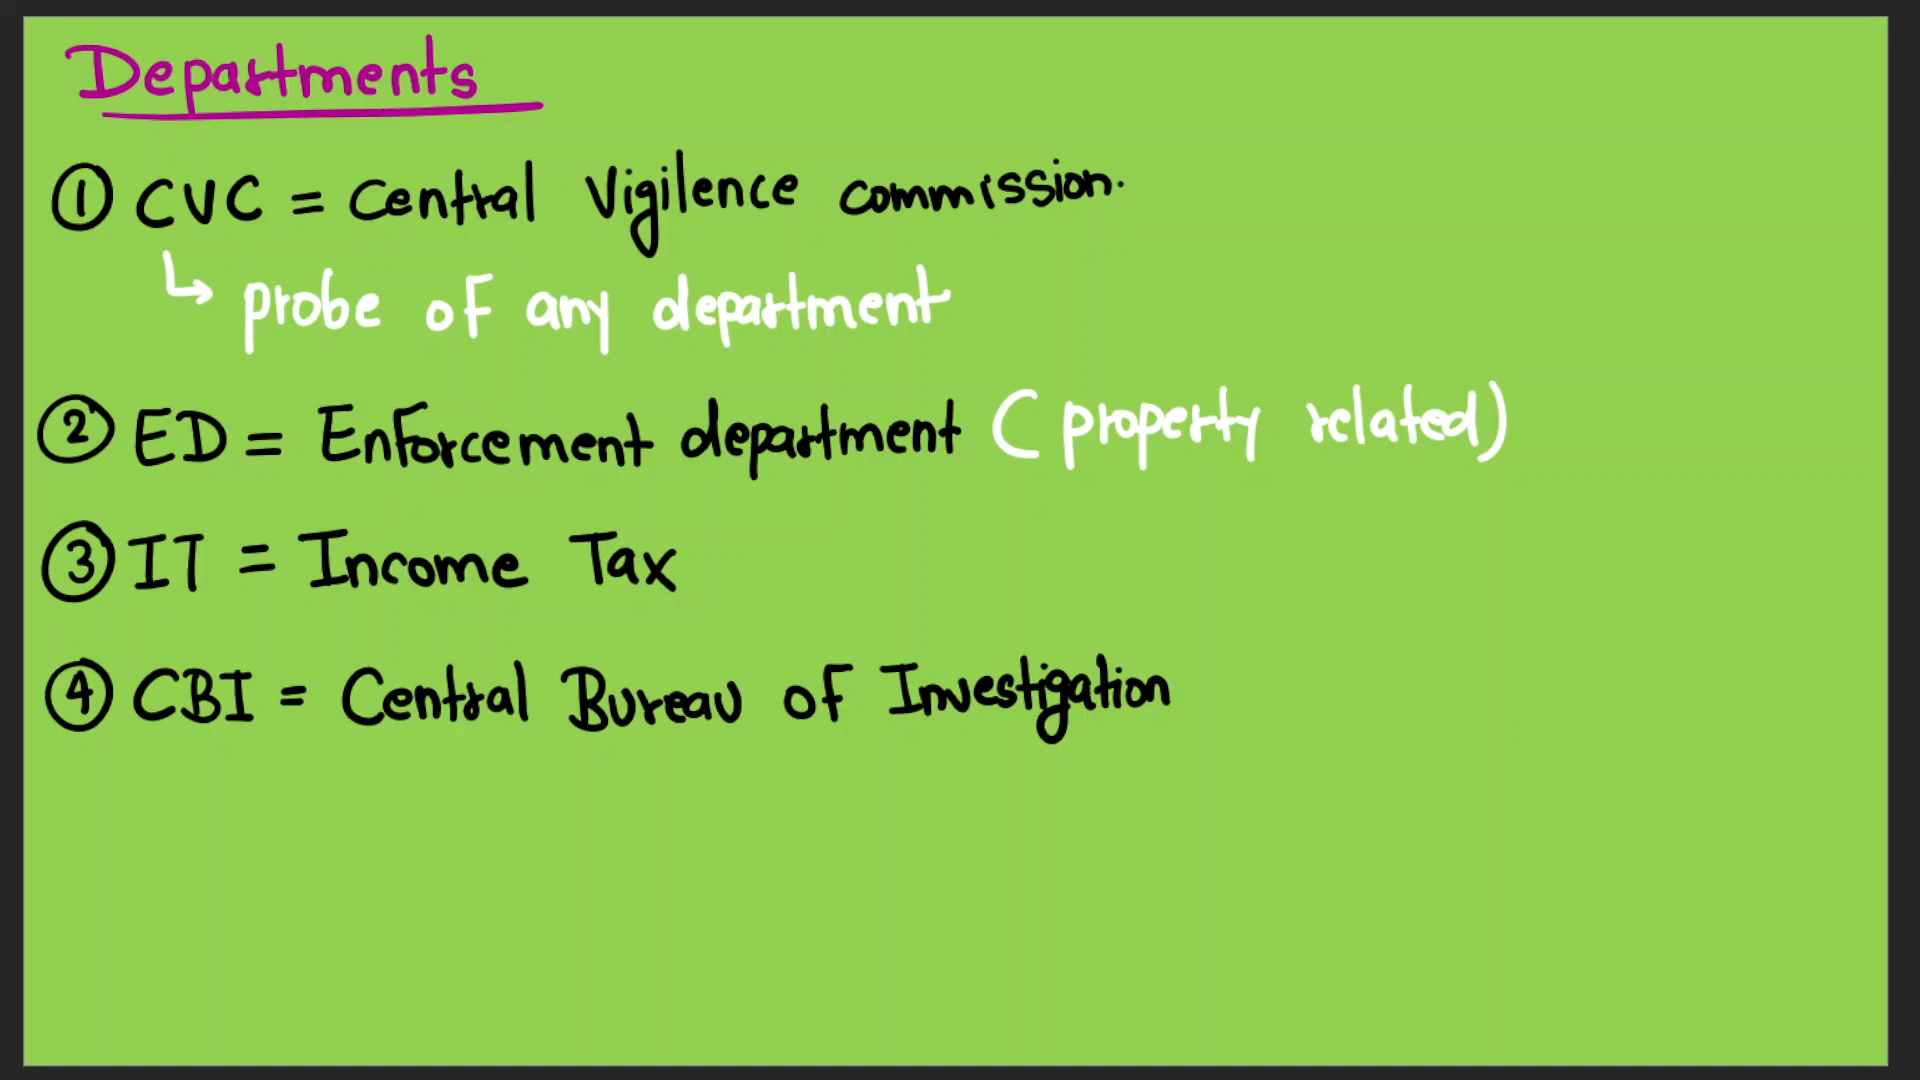 Departments
① CVC = Central Vigilence commission.
↳ probe of any department
② ED = Enforcement department (property related)
③ IT = Income Tax
④ CBI = Central Bureau of Investigation